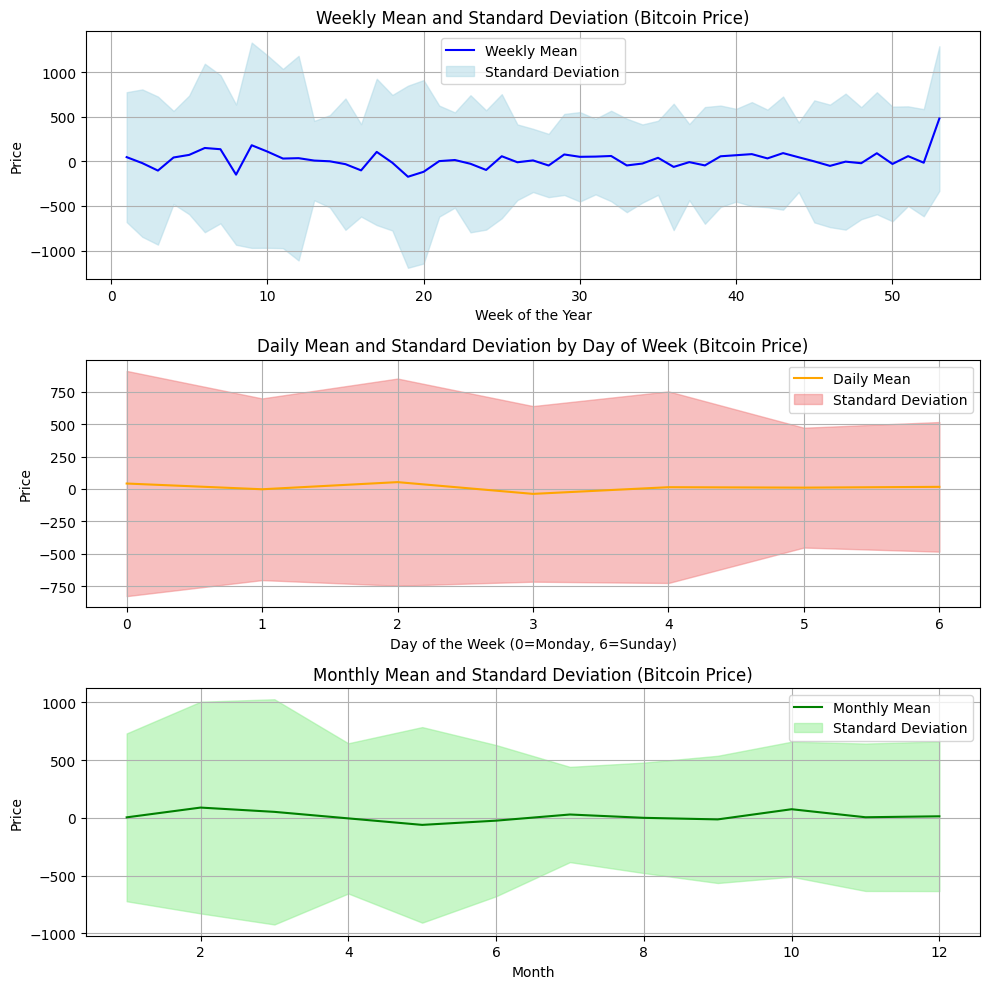 Weekly Mean and Standard Deviation (Bitcoin Price)
Weekly Mean
Standard Deviation
Price
1000
500
0
−500
−1000
0 10 20 30 40 50
Week of the Year
Daily Mean and Standard Deviation by Day of Week (Bitcoin Price)
Daily Mean
Standard Deviation
Price
750
500
250
0
−250
−500
−750
0 1 2 3 4 5 6
Day of the Week (0=Monday, 6=Sunday)
Monthly Mean and Standard Deviation (Bitcoin Price)
Monthly Mean
Standard Deviation
Price
1000
500
0
−500
−1000
2 4 6 8 10 12
Month